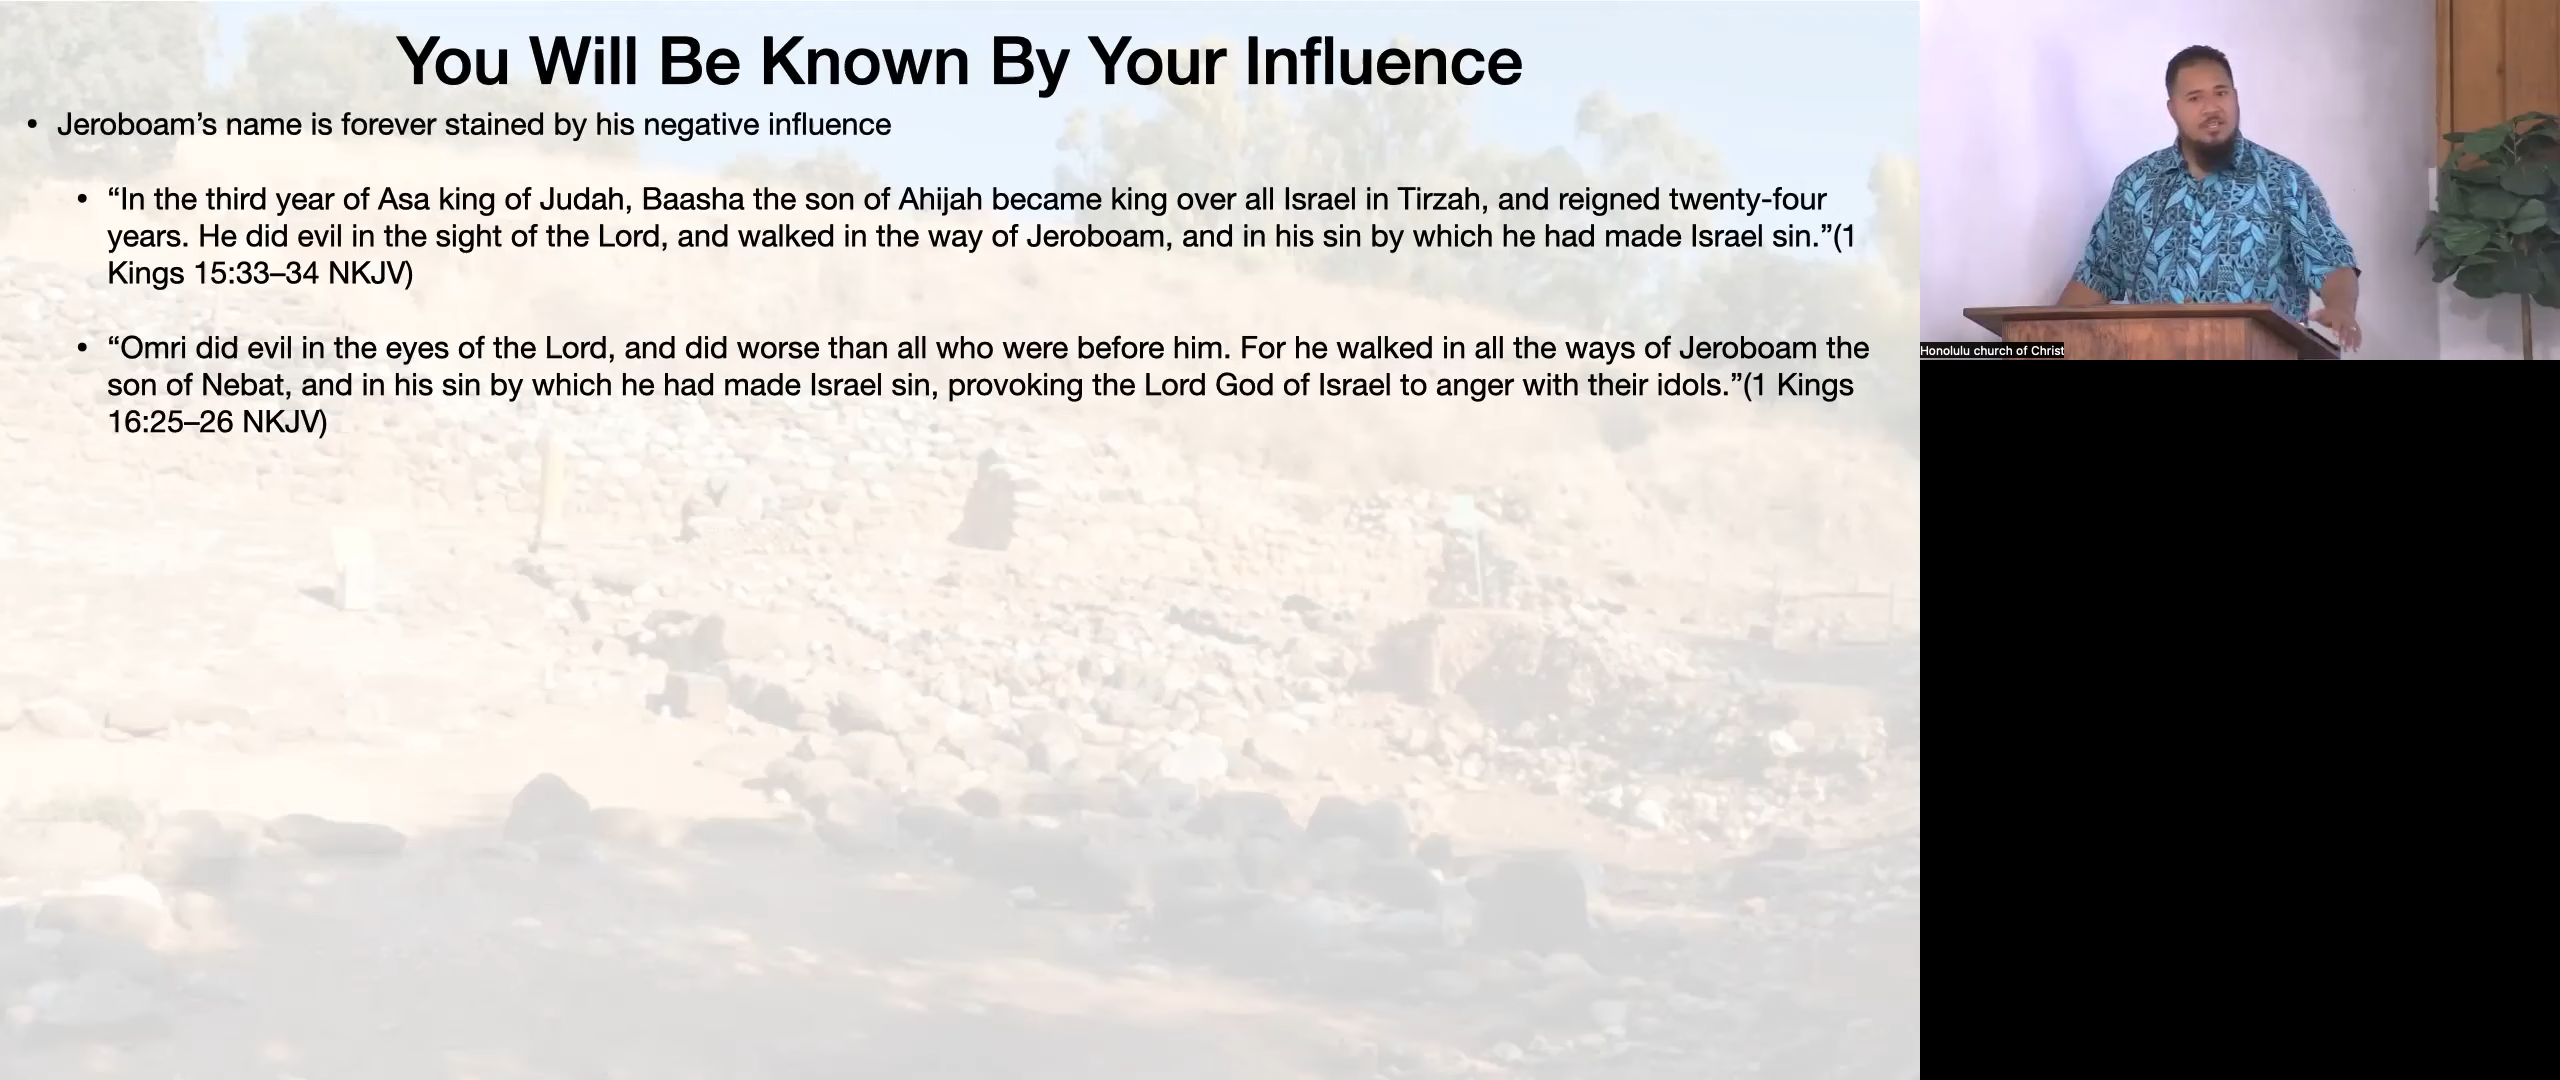 You Will Be Known By Your Influence
• Jeroboam’s name is forever stained by his negative influence
• “In the third year of Asa king of Judah, Baasha the son of Ahijah became king over all Israel in Tirzah, and reigned twenty-four
years. He did evil in the sight of the Lord, and walked in the way of Jeroboam, and in his sin by which he had made Israel sin.”(1
Kings 15:33–34 NKJV)
• “Omri did evil in the eyes of the Lord, and did worse than all who were before him. For he walked in all the ways of Jeroboam the
son of Nebat, and in his sin by which he had made Israel sin, provoking the Lord God of Israel to anger with their idols.”(1 Kings
16:25–26 NKJV)
Honolulu church of Christ